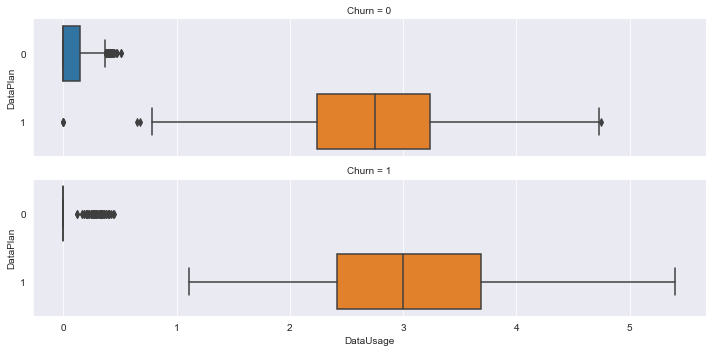 Churn = 0
DataPlan
0
1
Churn = 1
DataPlan
0
1
0 1 2 3 4 5
DataUsage